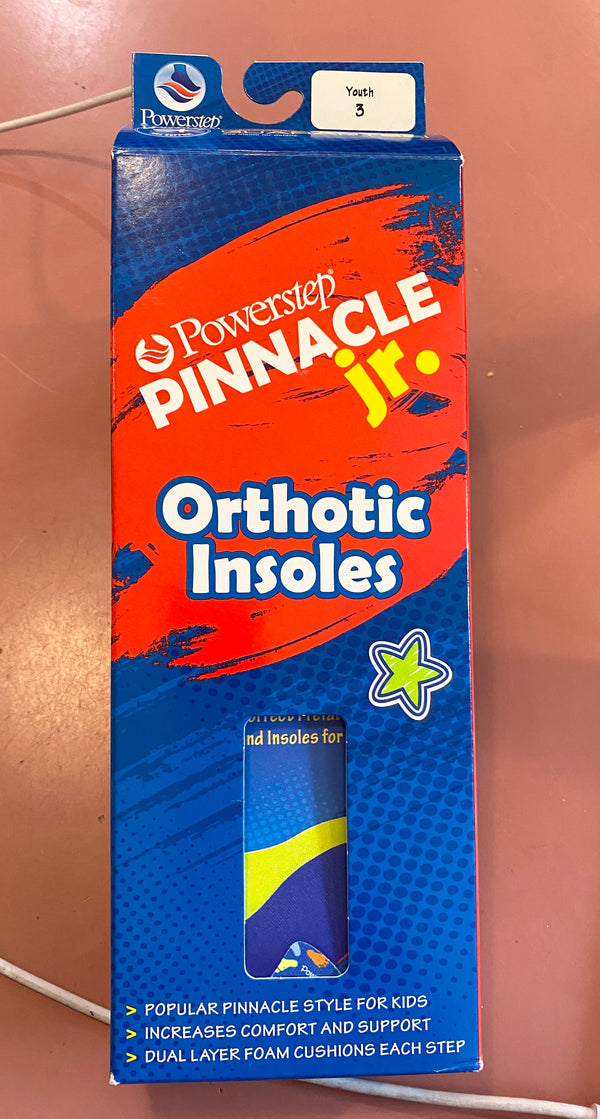 Powerstep®
Youth
3
Powerstep®
PINNACLE
jr.
Orthotic
Insoles
nd Insoles for
> POPULAR PINNACLE STYLE FOR KIDS
> INCREASES COMFORT AND SUPPORT
> DUAL LAYER FOAM CUSHIONS EACH STEP